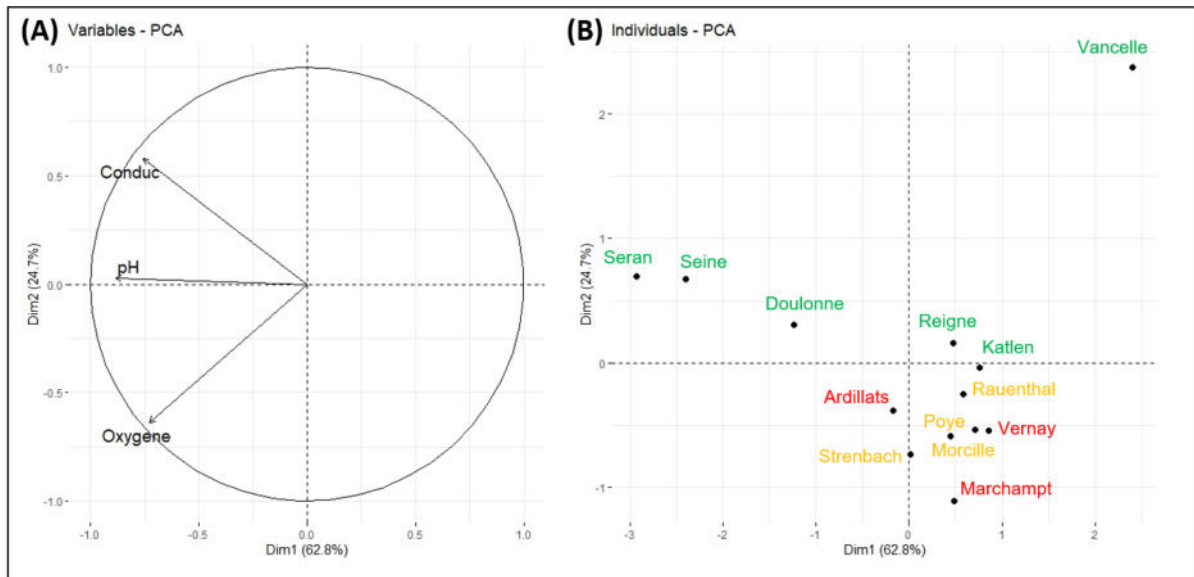 (A) Variables - PCA
1.0
0.5
0.0
-0.5
-1.0
Dim2 (24.7%)
Conduc
pH
Oxygene
-1.0 -0.5 0.0 0.5 1.0
Dim1 (62.8%)
(B) Individuals - PCA
2
1
0
-1
Dim2 (24.7%)
Vancelle
Seran Seine
Doulonne
Reigne
Katlen
Rauenthal
Ardillats
Poye Vernay
Strenbach Morcille
Marchampt
-3 -2 -1 0 1 2
Dim1 (62.8%)